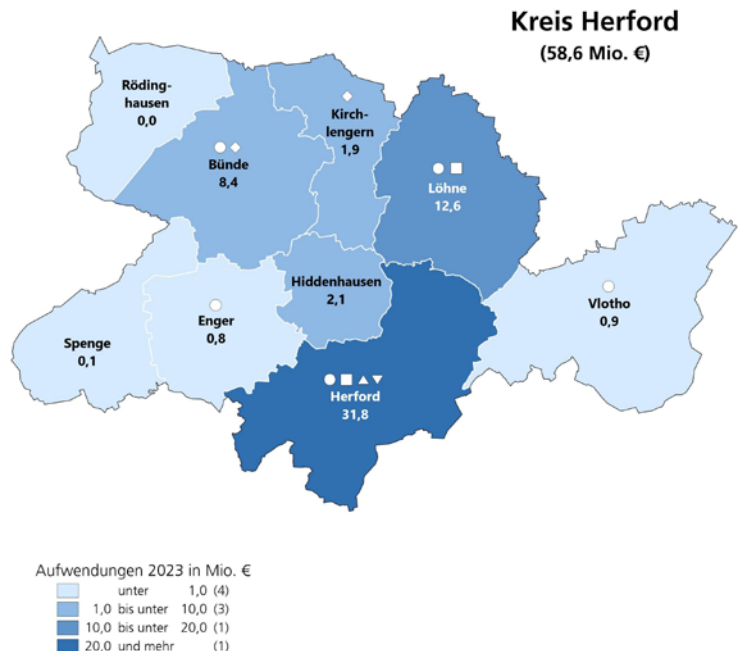 Kreis Herford
(58,6 Mio. €)
Röding-
hausen
0,0
Kirch-
lengern
1,9
Bünde
8,4
Löhne
12,6
Hiddenhausen
2,1
Vlotho
0,9
Enger
0,8
Spenge
0,1
Herford
31,8
Aufwendungen 2023 in Mio. €
unter 1,0 (4)
1,0 bis unter 10,0 (3)
10,0 bis unter 20,0 (1)
20,0 und mehr (1)